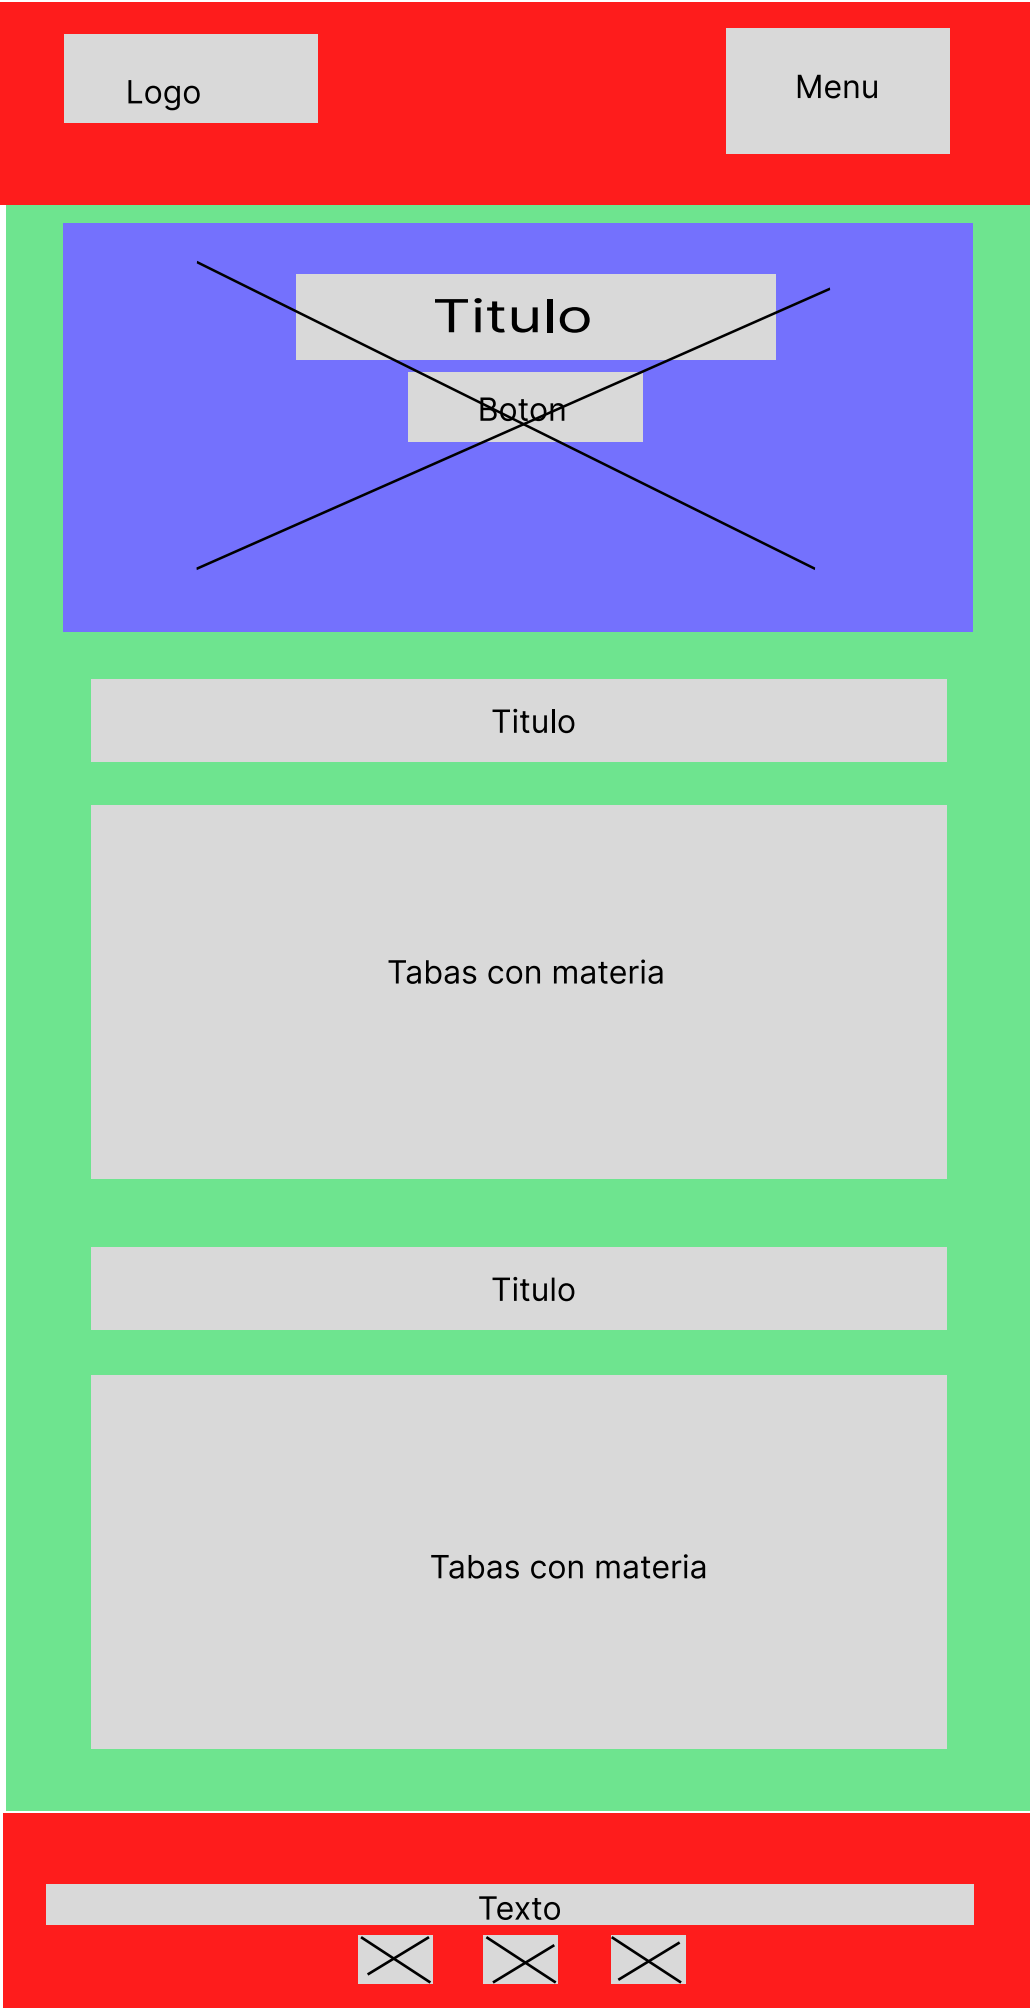 Logo
Menu
Titulo
Boton
Titulo
Tabas con materia
Titulo
Tabas con materia
Texto